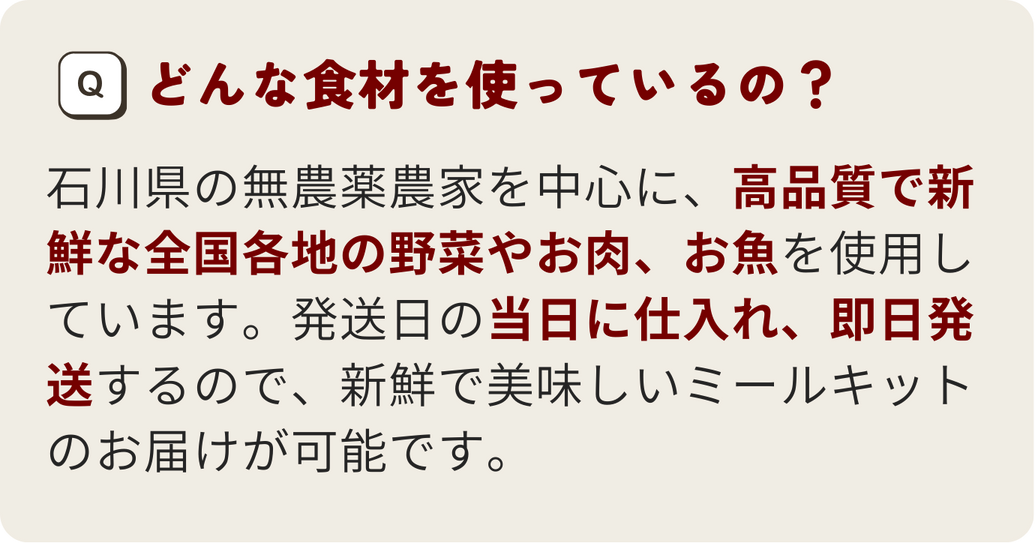 Q どんな食材を使っているの？
石川県の無農薬農家を中心に、高品質で新
鮮な全国各地の野菜やお肉、お魚を使用し
ています。発送日の当日に仕入れ、即日発
送するので、新鮮で美味しいミールキット
のお届けが可能です。